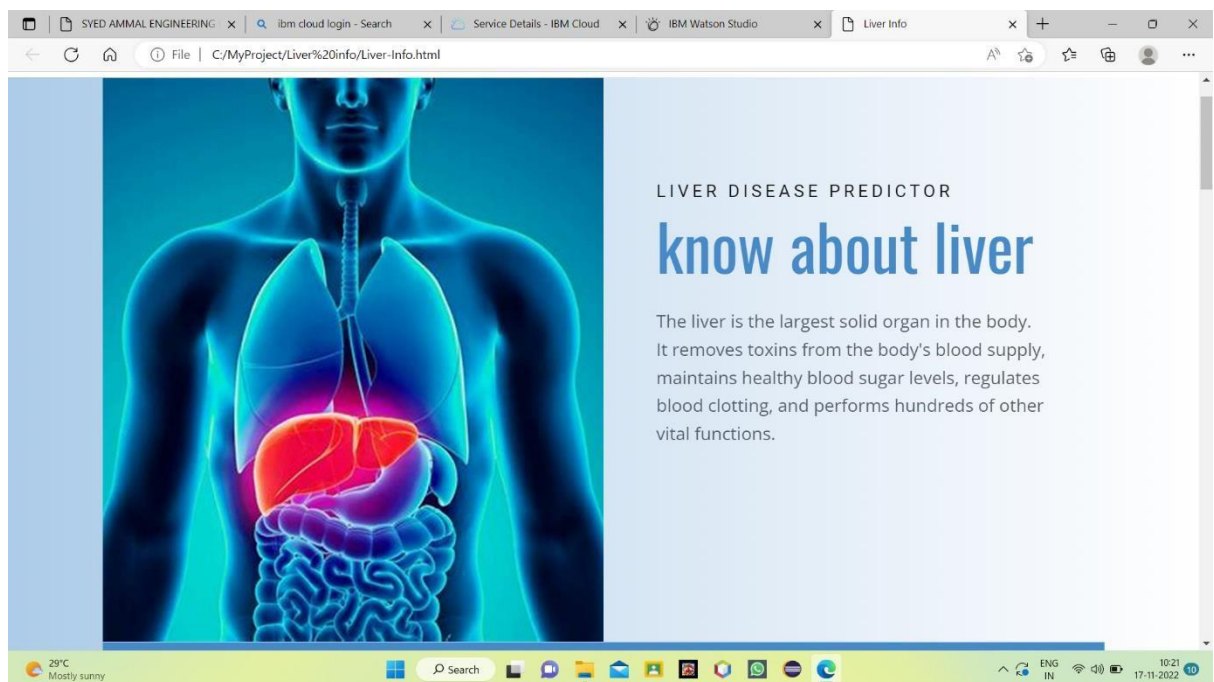 SYED AMMAL ENGINEERING
ibm cloud login - Search
Service Details - IBM Cloud
IBM Watson Studio
Liver Info
File | C:/MyProject/Liver%20info/Liver-Info.html
LIVER DISEASE PREDICTOR
know about liver
The liver is the largest solid organ in the body.
It removes toxins from the body's blood supply,
maintains healthy blood sugar levels, regulates
blood clotting, and performs hundreds of other
vital functions.
29°C
Mostly sunny
Search
ENG
IN
10:21
17-11-2022
10